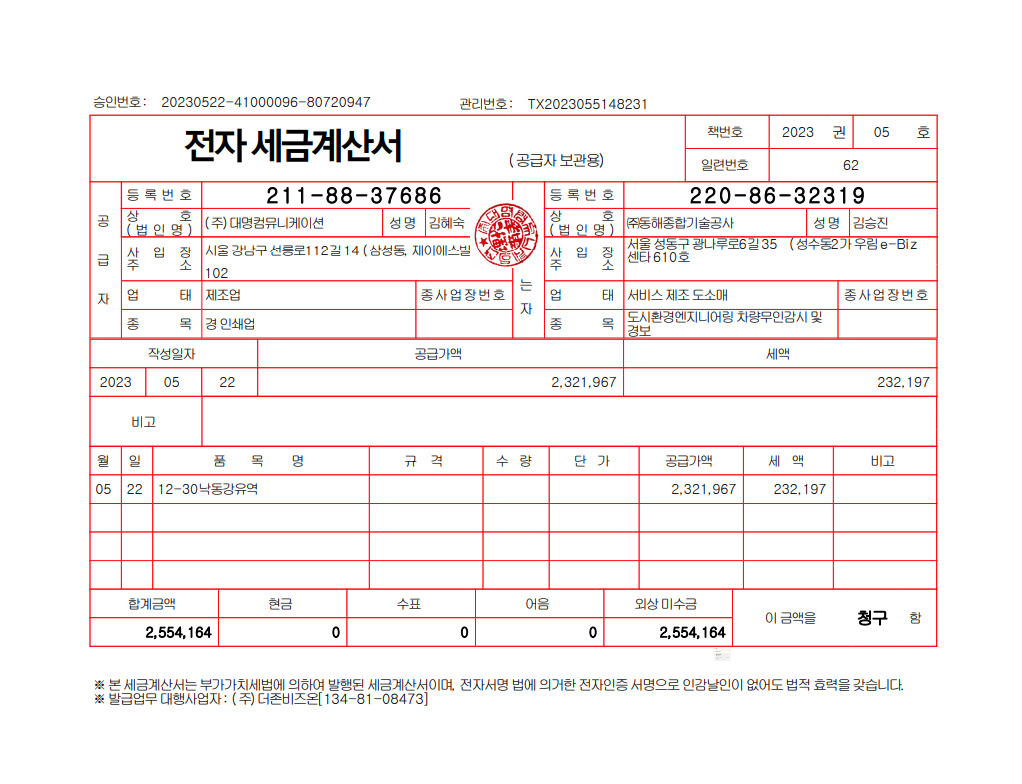 승인번호: 20230522-41000096-80720947 관리번호: TX2023055148231
전자 세금계산서 (공급자 보관용)
책번호 2023 권 05 호
일련번호 62
공급자
등록번호 211-88-37686
상호(법인명) (주) 대명컴뮤니케이션 성명 김혜숙
사업장주소 시울 강남구 선릉로112길 14 ( 삼성동, 제이에스빌
102
업태 제조업 종사업장번호
종목 경 인쇄업
는자
등록번호 220-86-32319
상호(법인명) ㈜동해종합기술공사 성명 김승진
사업장주소 서울 성동구 광나루로6길 35 (성수동2가 우림 e-Biz
센타 610호
업태 서비스 제조 도소매 종사업장번호
종목 도시환경엔지니어링 차량무인감시 및
경보
작성일자 공급가액 세액
2023 05 22 2,321,967 232,197
비고
월 일 품목명 규격 수량 단가 공급가액 세액 비고
05 22 12-30낙동강유역 2,321,967 232,197
합계금액 현금 수표 어음 외상 미수금 이 금액을 청구 함
2,554,164 0 0 0 2,554,164
※ 본 세금계산서는 부가가치세법에 의하여 발행된 세금계산서이며, 전자서명 법에 의거한 전자인증 서명으로 인감날인이 없어도 법적 효력을 갖습니다.
※ 발급업무 대행사업자 : (주) 더존비즈온[134-81-08473]